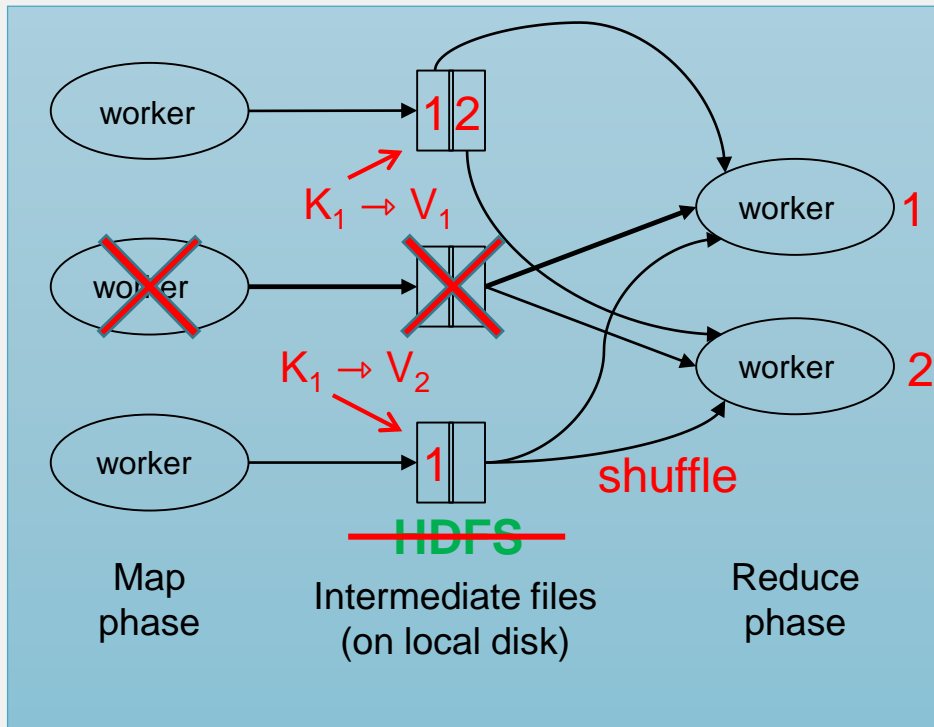 worker
1 2
K₁ → V₁
worker
1
worker
K₁ → V₂
worker
2
worker
1
shuffle
HDFS
Map
phase
Intermediate files
(on local disk)
Reduce
phase